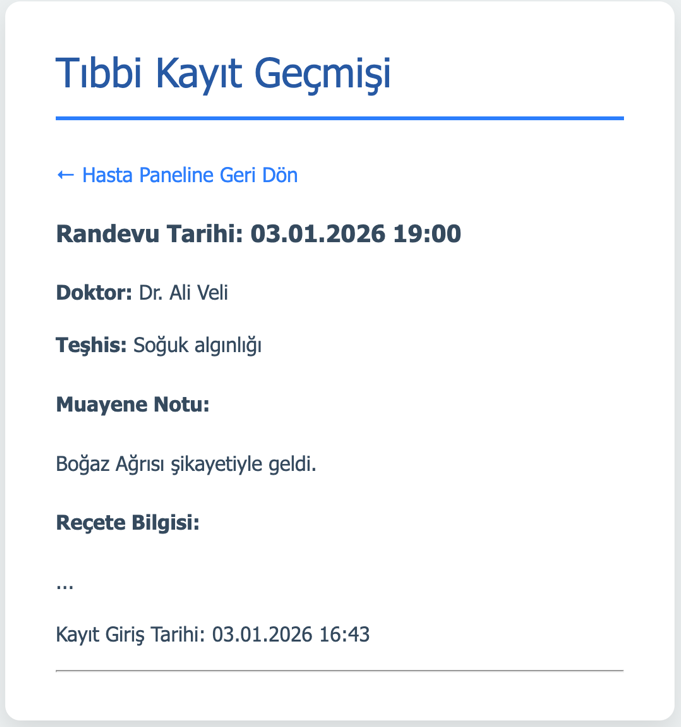 Tıbbi Kayıt Geçmişi
← Hasta Paneline Geri Dön
Randevu Tarihi: 03.01.2026 19:00
Doktor: Dr. Ali Veli
Teşhis: Soğuk algınlığı
Muayene Notu:
Boğaz Ağrısı şikayetiyle geldi.
Reçete Bilgisi:
...
Kayıt Giriş Tarihi: 03.01.2026 16:43